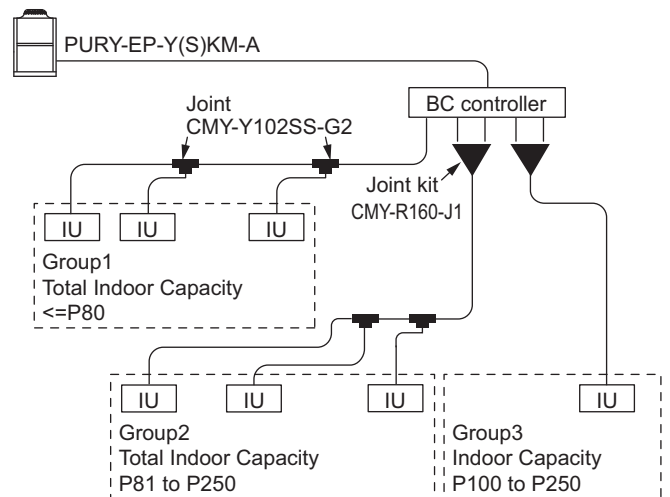 PURY-EP-Y(S)KM-A
BC controller
Joint
CMY-Y102SS-G2
Joint kit
CMY-R160-J1
IU
IU
IU
Group1
Total Indoor Capacity
<=P80
IU
IU
IU
Group2
Total Indoor Capacity
P81 to P250
IU
Group3
Indoor Capacity
P100 to P250